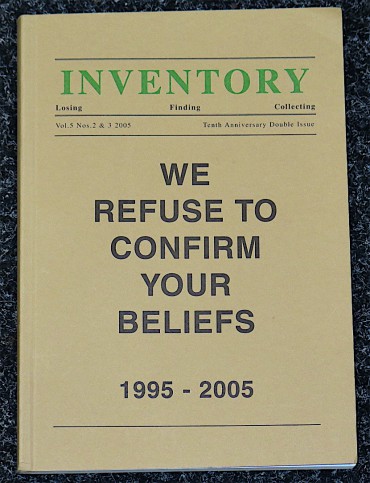 INVENTORY
Losing Finding Collecting
Vol.5 Nos.2 & 3 2005 Tenth Anniversary Double Issue
WE
REFUSE TO
CONFIRM
YOUR
BELIEFS
1995 - 2005